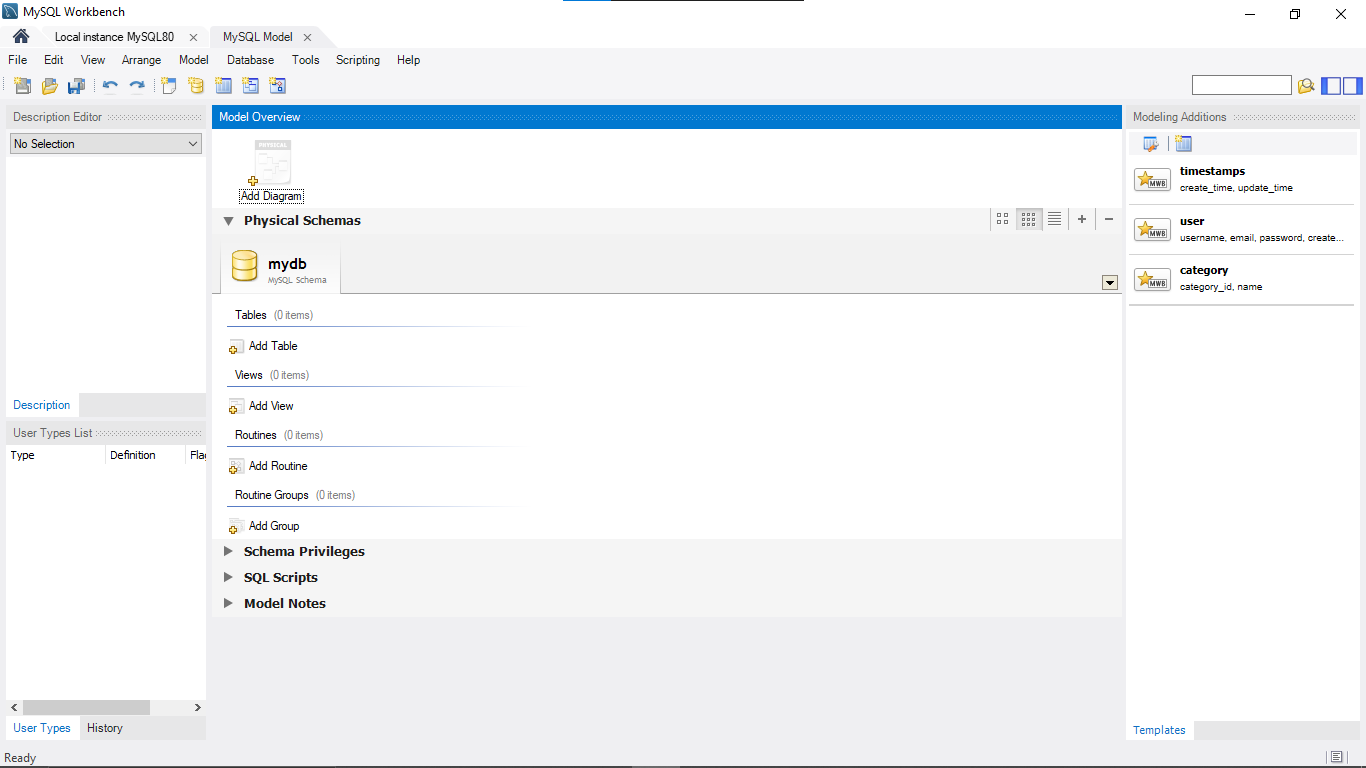 MySQL Workbench
Local instance MySQL80
MySQL Model
File Edit View Arrange Model Database Tools Scripting Help
Description Editor
No Selection
Description
User Types List
Type Definition Flag
User Types History
Model Overview
PHYSICAL
Add Diagram
Physical Schemas
mydb
MySQL Schema
Tables (0 items)
Add Table
Views (0 items)
Add View
Routines (0 items)
Add Routine
Routine Groups (0 items)
Add Group
Schema Privileges
SQL Scripts
Model Notes
Modeling Additions
MWB
timestamps
create_time, update_time
MWB
user
username, email, password, create...
MWB
category
category_id, name
Templates
Ready